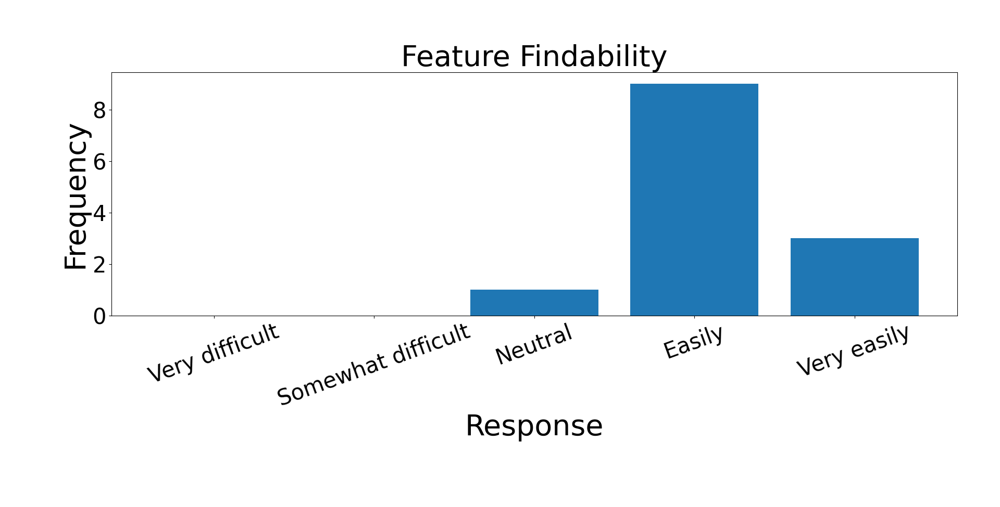 Feature Findability
Frequency
8
6
4
2
0
Very difficult
Somewhat difficult
Neutral
Easily
Very easily
Response